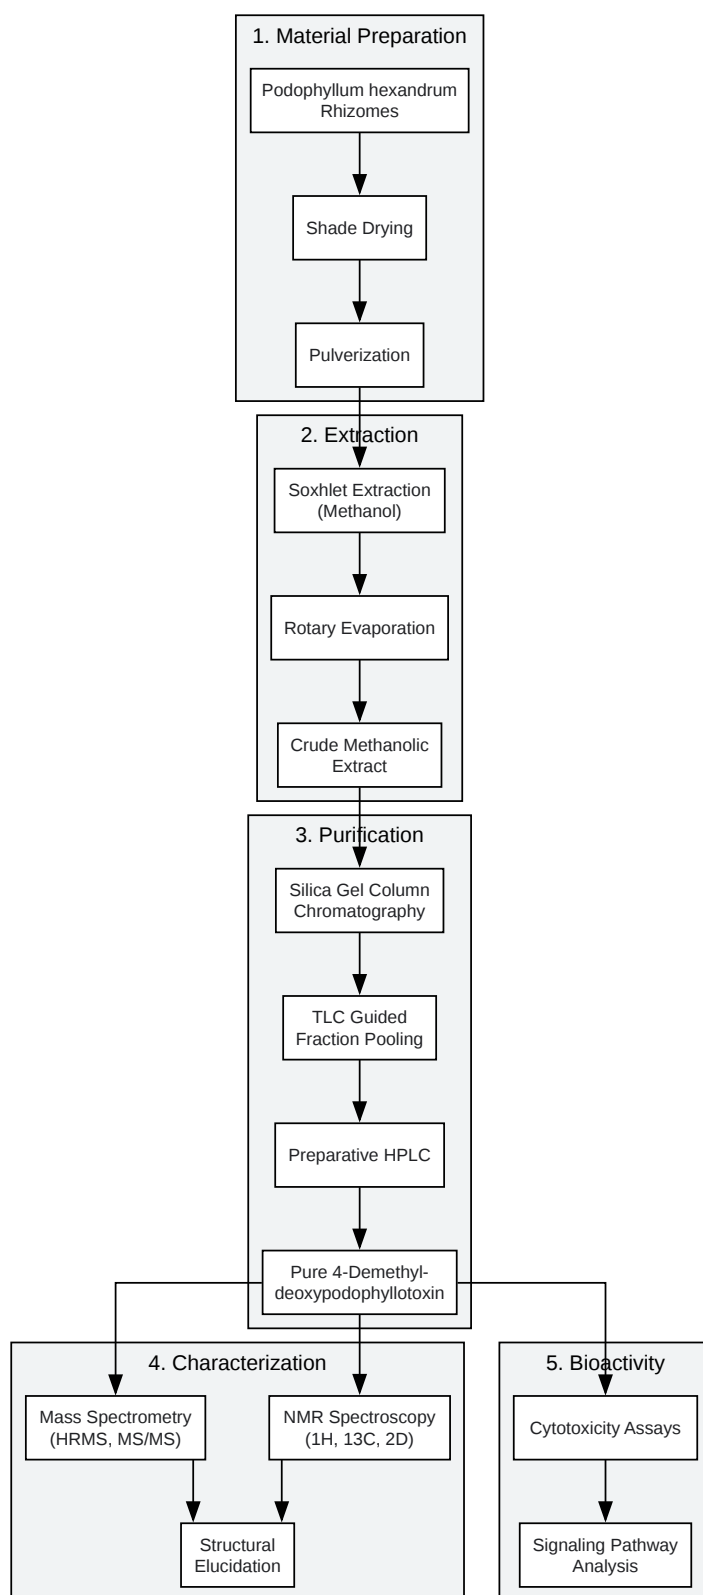 1. Material Preparation
Podophyllum hexandrum
Rhizomes
Shade Drying
Pulverization
2. Extraction
Soxhlet Extraction
(Methanol)
Rotary Evaporation
Crude Methanolic
Extract
3. Purification
Silica Gel Column
Chromatography
TLC Guided
Fraction Pooling
Preparative HPLC
Pure 4-Demethyl-
deoxypodophyllotoxin
4. Characterization
Mass Spectrometry
(HRMS, MS/MS)
NMR Spectroscopy
(1H, 13C, 2D)
Structural
Elucidation
5. Bioactivity
Cytotoxicity Assays
Signaling Pathway
Analysis